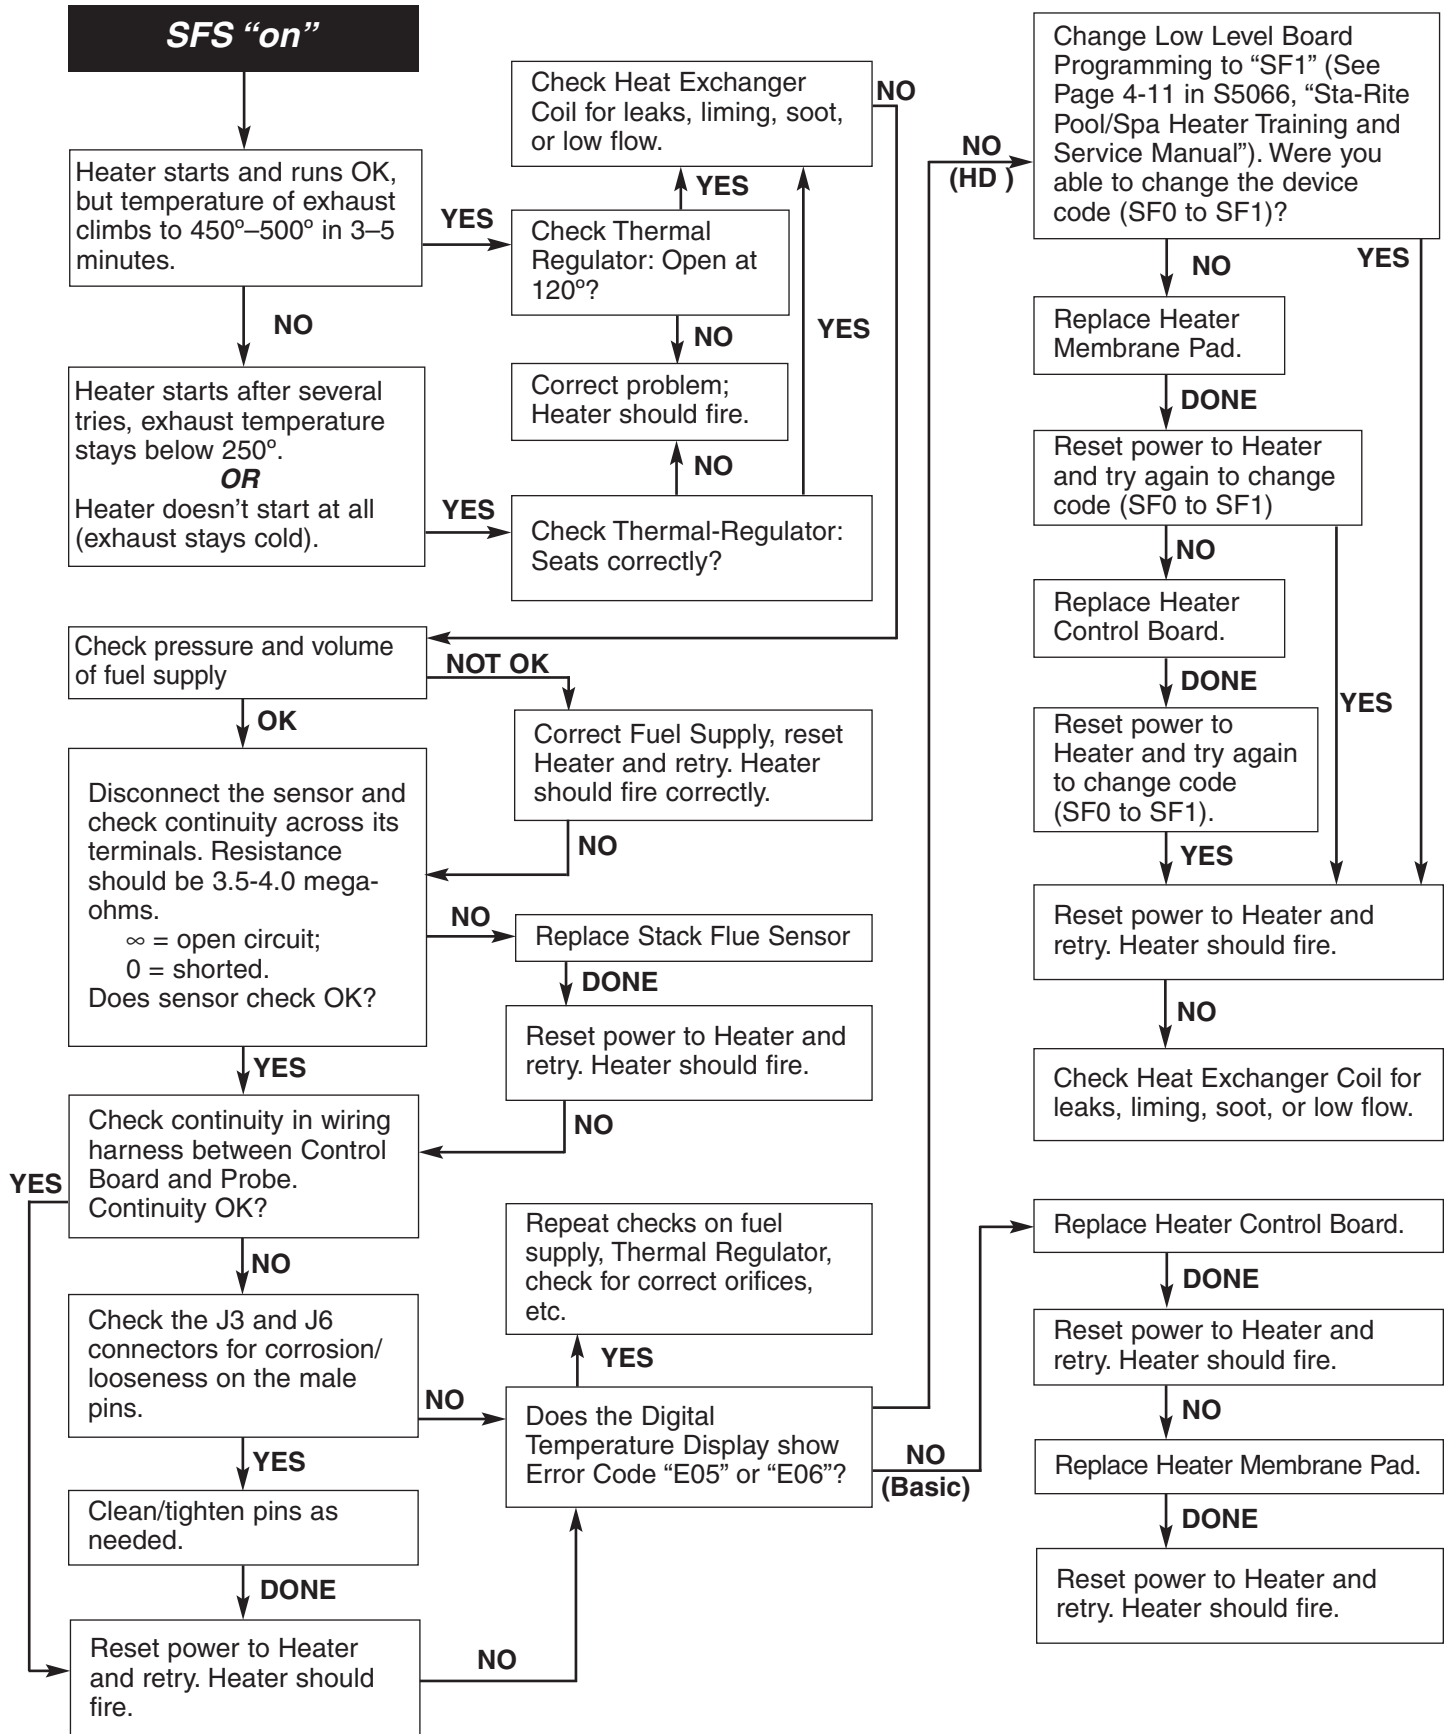 SFS “on”
Heater starts and runs OK,
but temperature of exhaust
climbs to 450º–500º in 3–5
minutes.
YES
NO
Heater starts after several
tries, exhaust temperature
stays below 250º.
OR
Heater doesn’t start at all
(exhaust stays cold).
YES
Check Heat Exchanger
Coil for leaks, liming, soot,
or low flow.
NO
YES
Check Thermal
Regulator: Open at
120º?
NO
YES
Correct problem;
Heater should fire.
NO
Check Thermal-Regulator:
Seats correctly?
Check pressure and volume
of fuel supply
NOT OK
OK
Correct Fuel Supply, reset
Heater and retry. Heater
should fire correctly.
NO
Disconnect the sensor and
check continuity across its
terminals. Resistance
should be 3.5-4.0 mega-
ohms.
∞ = open circuit;
0 = shorted.
Does sensor check OK?
NO
Replace Stack Flue Sensor
DONE
Reset power to Heater and
retry. Heater should fire.
NO
YES
Check continuity in wiring
harness between Control
Board and Probe.
Continuity OK?
YES
NO
Check the J3 and J6
connectors for corrosion/
looseness on the male
pins.
NO
YES
Clean/tighten pins as
needed.
DONE
Reset power to Heater
and retry. Heater should
fire.
NO
Repeat checks on fuel
supply, Thermal Regulator,
check for correct orifices,
etc.
YES
Does the Digital
Temperature Display show
Error Code “E05” or “E06”?
NO
(HD )
NO
(Basic)
Change Low Level Board
Programming to “SF1” (See
Page 4-11 in S5066, “Sta-Rite
Pool/Spa Heater Training and
Service Manual”). Were you
able to change the device
code (SF0 to SF1)?
NO
YES
Replace Heater
Membrane Pad.
DONE
Reset power to Heater
and try again to change
code (SF0 to SF1)
NO
YES
Replace Heater
Control Board.
DONE
Reset power to
Heater and try again
to change code
(SF0 to SF1).
YES
Reset power to Heater and
retry. Heater should fire.
NO
Check Heat Exchanger Coil for
leaks, liming, soot, or low flow.
Replace Heater Control Board.
DONE
Reset power to Heater and
retry. Heater should fire.
NO
Replace Heater Membrane Pad.
DONE
Reset power to Heater and
retry. Heater should fire.